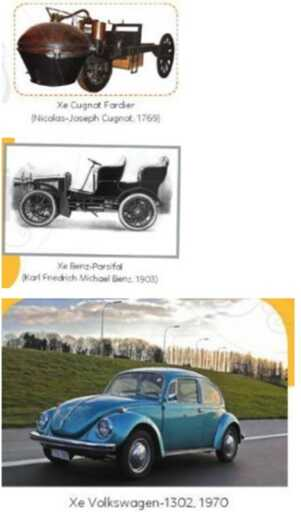 Xe Cugnot Fardier
(Nicolas-Joseph Cugnot, 1769)
Xe Benz-Parsifal
(Karl Friedrich Michael Benz, 1903)
Xe Volkswagen-1302, 1970